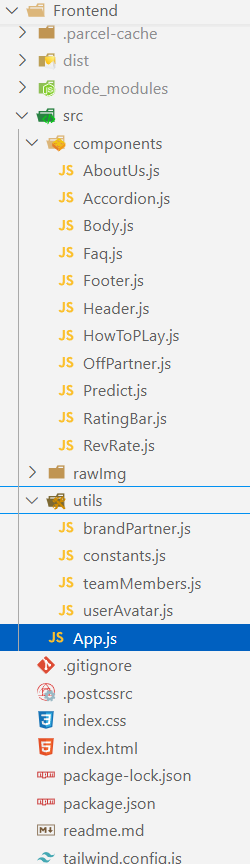 Frontend
.parcel-cache
dist
node_modules
src
components
JS AboutUs.js
JS Accordion.js
JS Body.js
JS Faq.js
JS Footer.js
JS Header.js
JS HowToPLay.js
JS OffPartner.js
JS Predict.js
JS RatingBar.js
JS RevRate.js
rawImg
utils
JS brandPartner.js
JS constants.js
JS teamMembers.js
JS userAvatar.js
JS App.js
.gitignore
.postcssrc
index.css
index.html
package-lock.json
package.json
readme.md
tailwind.config.js